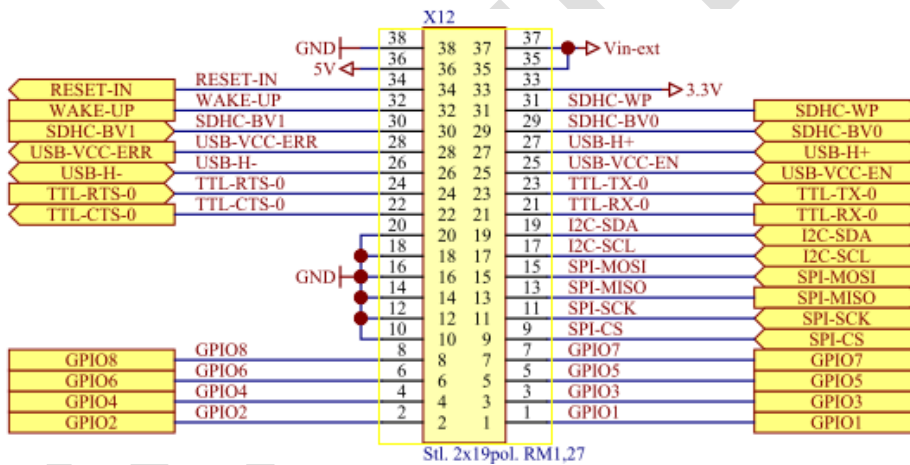 X12
38 38 37 37
GND Vin-ext
36 36 35 35
5V
RESET-IN RESET-IN 34 34 33 33 3.3V
WAKE-UP WAKE-UP 32 32 31 31 SDHC-WP SDHC-WP
SDHC-BV1 SDHC-BV1 30 30 29 29 SDHC-BV0 SDHC-BV0
USB-VCC-ERR USB-VCC-ERR 28 28 27 27 USB-H+ USB-H+
USB-H- USB-H- 26 26 25 25 USB-VCC-EN USB-VCC-EN
TTL-RTS-0 TTL-RTS-0 24 24 23 23 TTL-TX-0 TTL-TX-0
TTL-CTS-0 TTL-CTS-0 22 22 21 21 TTL-RX-0 TTL-RX-0
20 20 19 19 I2C-SDA I2C-SDA
18 18 17 17 I2C-SCL I2C-SCL
GND 16 16 15 15 SPI-MOSI SPI-MOSI
14 14 13 13 SPI-MISO SPI-MISO
12 12 11 11 SPI-SCK SPI-SCK
10 10 9 9 SPI-CS SPI-CS
GPIO8 GPIO8 8 8 7 7 GPIO7 GPIO7
GPIO6 GPIO6 6 6 5 5 GPIO5 GPIO5
GPIO4 GPIO4 4 4 3 3 GPIO3 GPIO3
GPIO2 GPIO2 2 2 1 1 GPIO1 GPIO1
Stl. 2x19pol. RM1,27